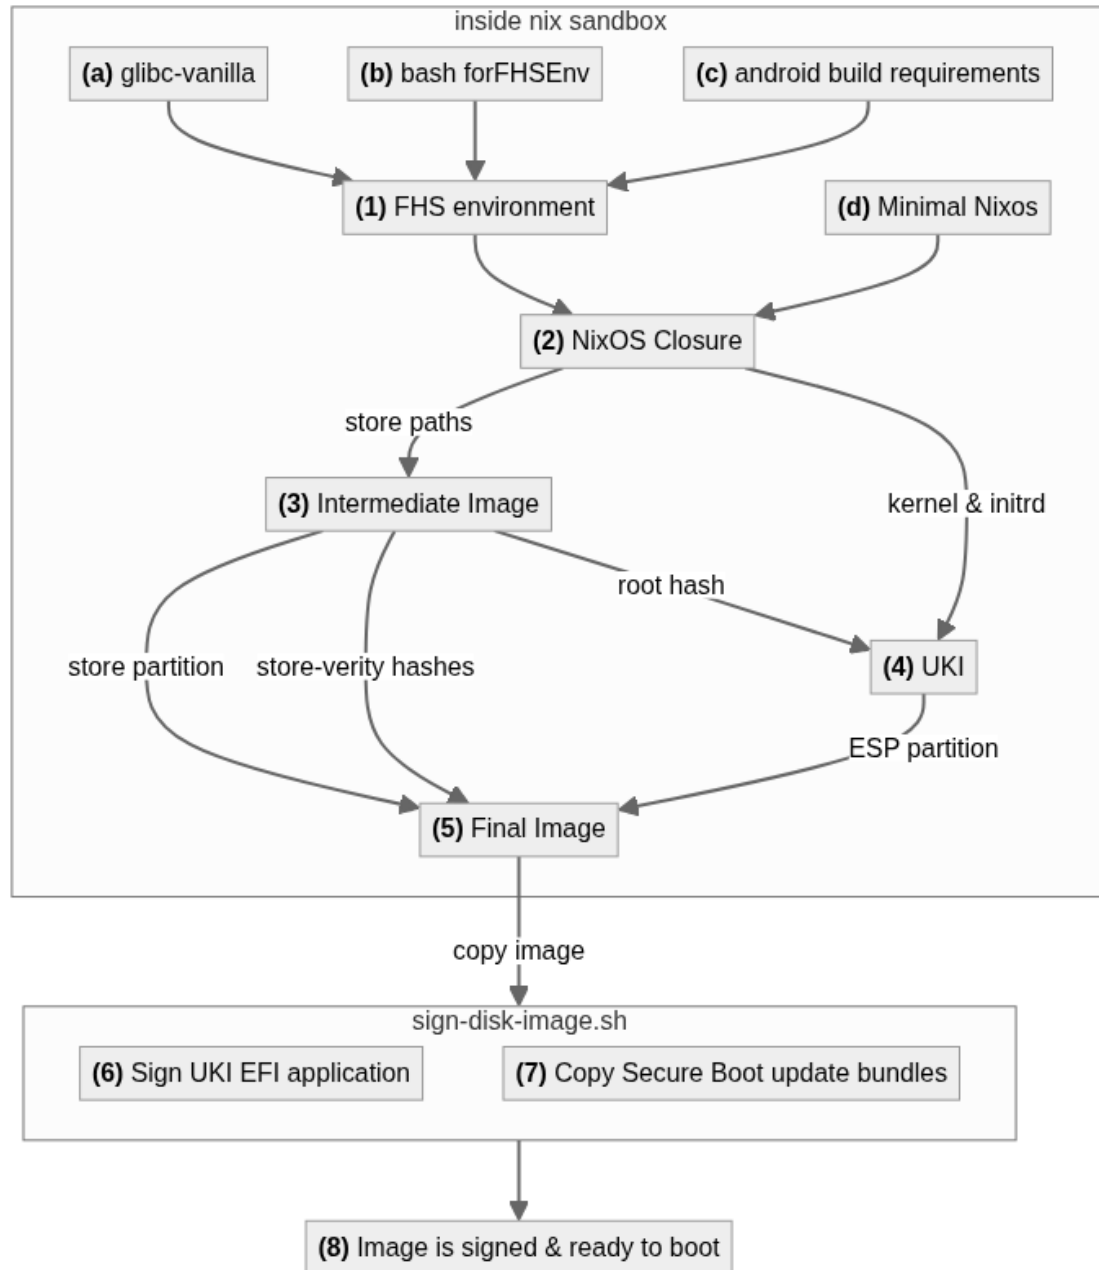 inside nix sandbox
(a) glibc-vanilla
(b) bash forFHSEnv
(c) android build requirements
(1) FHS environment
(d) Minimal Nixos
(2) NixOS Closure
store paths
(3) Intermediate Image
kernel & initrd
root hash
store partition
store-verity hashes
(4) UKI
ESP partition
(5) Final Image
copy image
sign-disk-image.sh
(6) Sign UKI EFI application
(7) Copy Secure Boot update bundles
(8) Image is signed & ready to boot